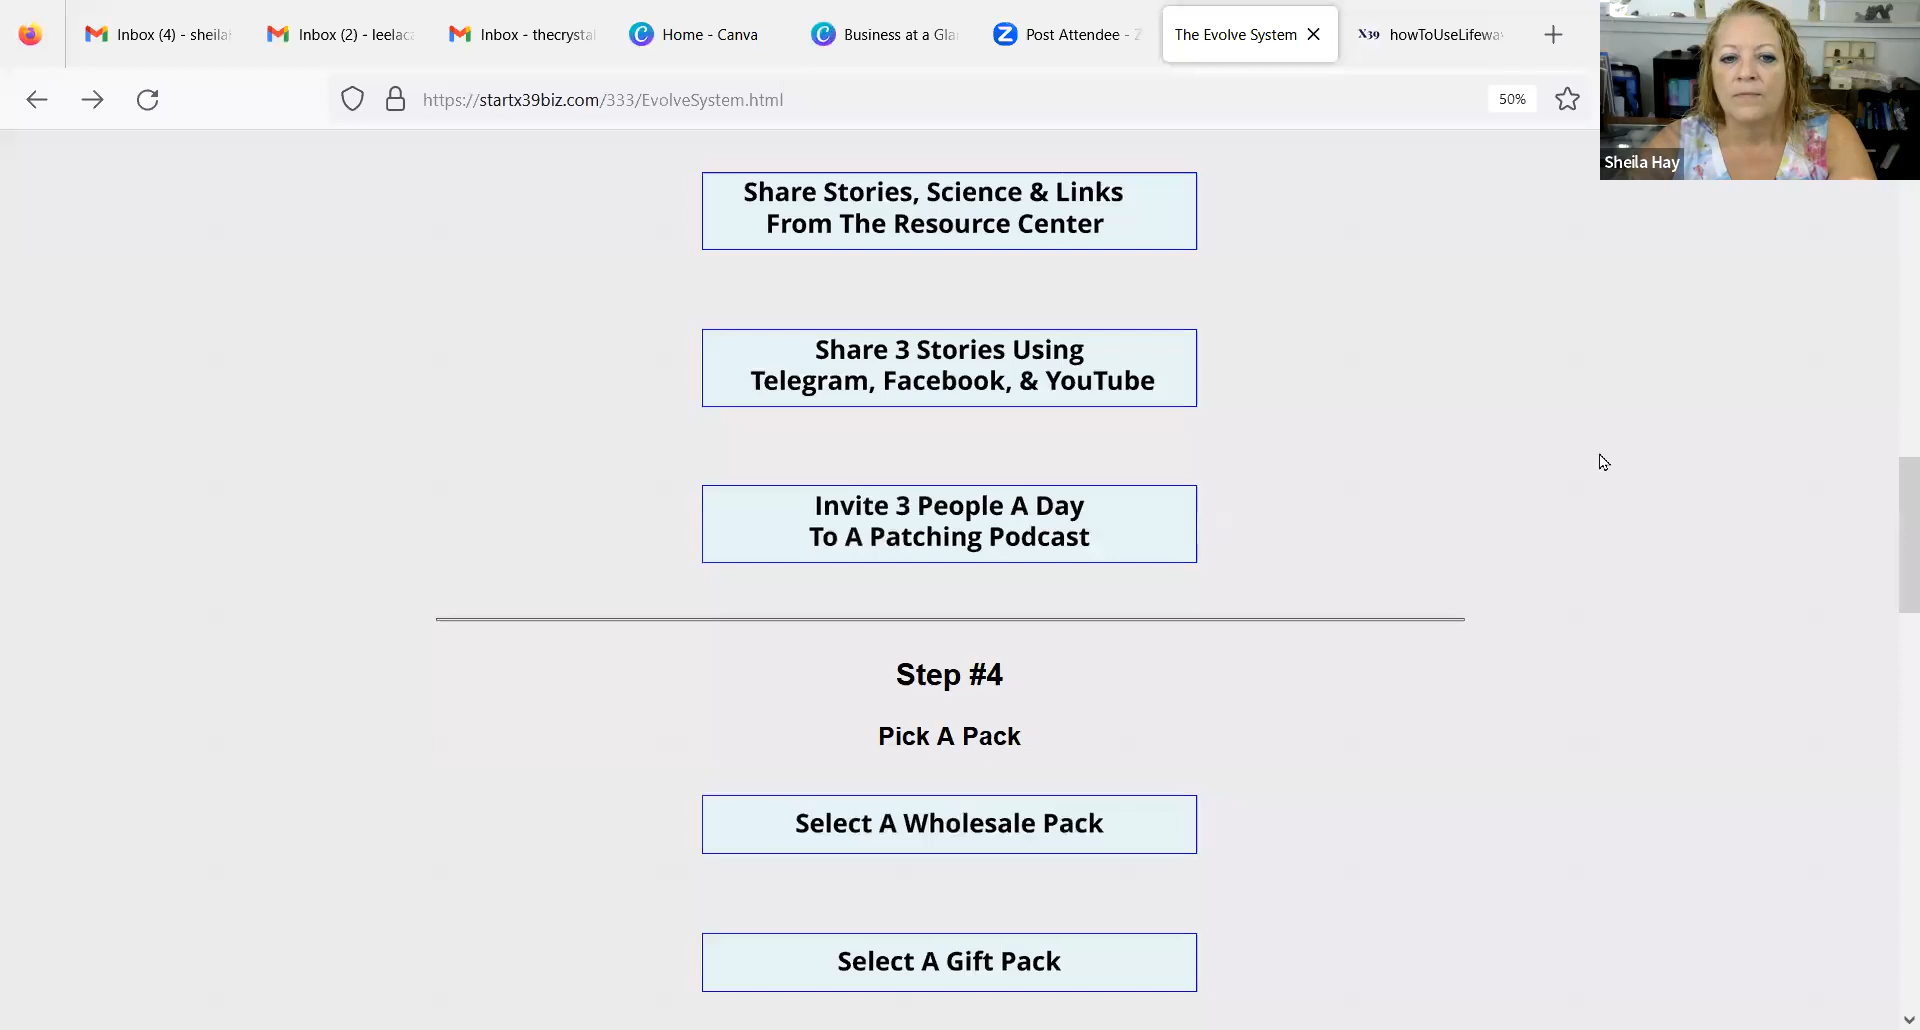 Inbox (4) - sheila
Inbox (2) - leelac
Inbox - thecrystal
Home - Canva
Business at a Gla
Post Attendee - Z
The Evolve System
X39 howToUseLifewa
https://startx39biz.com/333/EvolveSystem.html
50%
Sheila Hay
Share Stories, Science & Links
From The Resource Center
Share 3 Stories Using
Telegram, Facebook, & YouTube
Invite 3 People A Day
To A Patching Podcast
Step #4
Pick A Pack
Select A Wholesale Pack
Select A Gift Pack